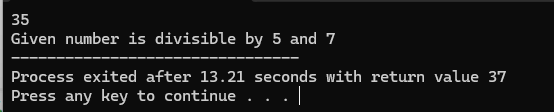 35
Given number is divisible by 5 and 7
--------------------------------
Process exited after 13.21 seconds with return value 37
Press any key to continue . . .